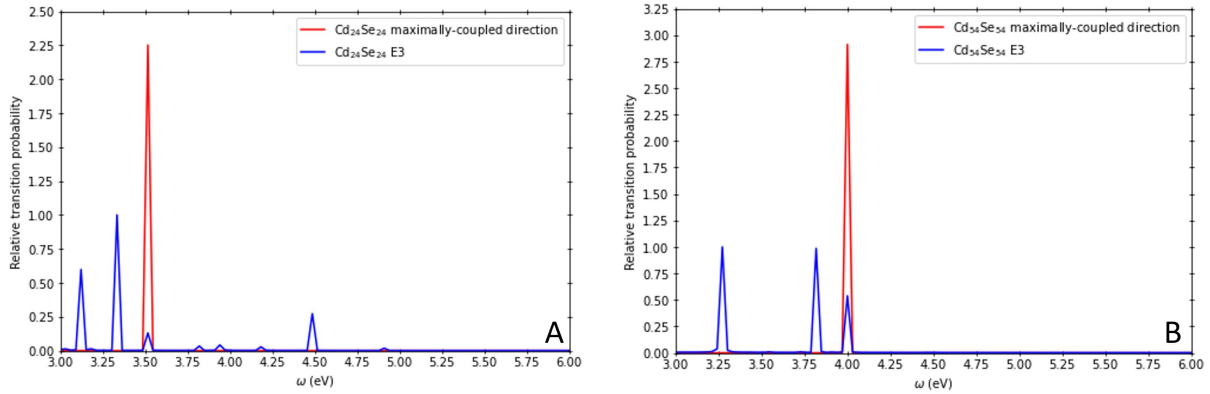 2.50
2.25
2.00
1.75
1.50
1.25
1.00
0.75
0.50
0.25
0.00
Relative transition probability
Cd₂₄Se₂₄ maximally-coupled direction
Cd₂₄Se₂₄ E3
A
3.00 3.25 3.50 3.75 4.00 4.25 4.50 4.75 5.00 5.25 5.50 5.75 6.00
ω (eV)
3.25
3.00
2.75
2.50
2.25
2.00
1.75
1.50
1.25
1.00
0.75
0.50
0.25
0.00
Relative transition probability
Cd₅₄Se₅₄ maximally-coupled direction
Cd₅₄Se₅₄ E3
B
3.00 3.25 3.50 3.75 4.00 4.25 4.50 4.75 5.00 5.25 5.50 5.75 6.00
ω (eV)